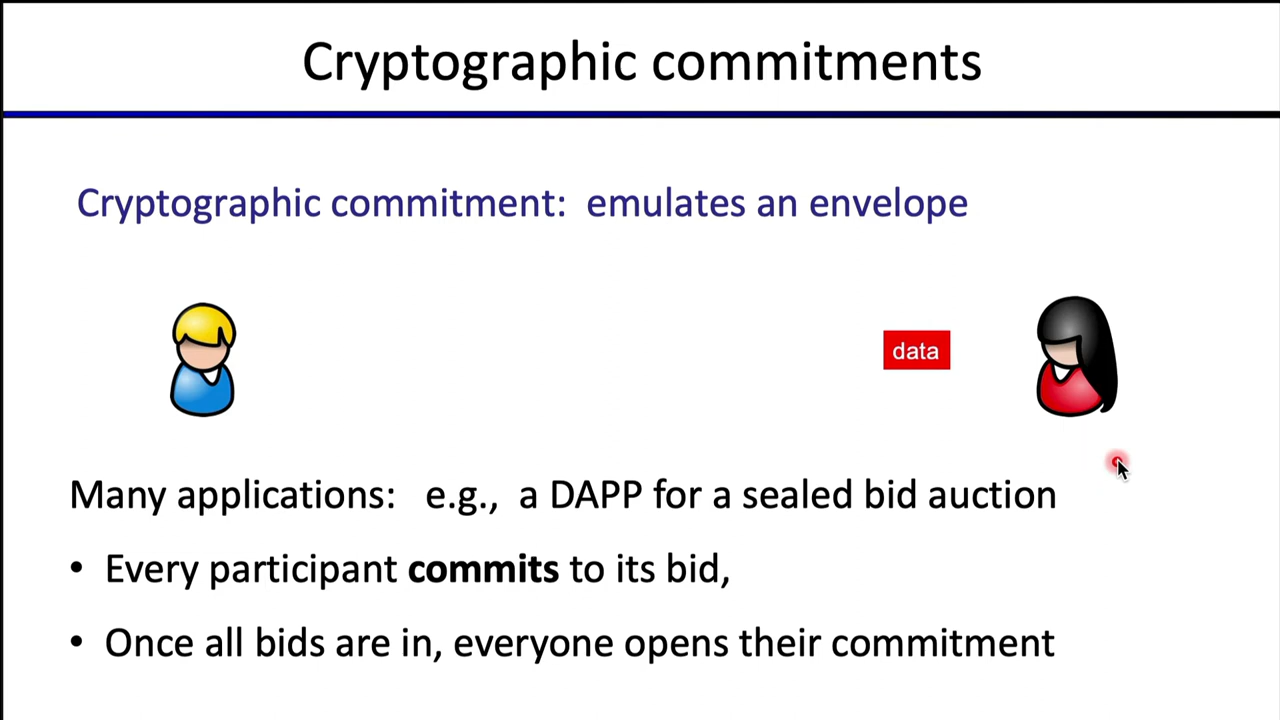 Cryptographic commitments
Cryptographic commitment: emulates an envelope
data
Many applications: e.g., a DAPP for a sealed bid auction
• Every participant commits to its bid,
• Once all bids are in, everyone opens their commitment